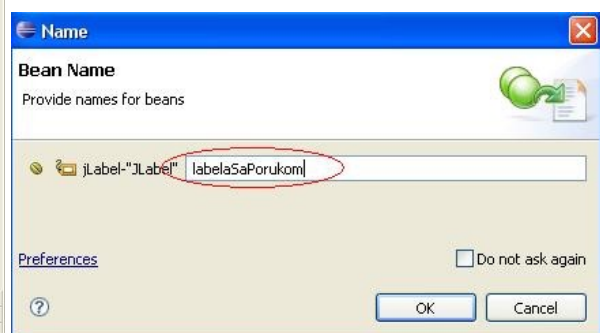 Name
Bean Name
Provide names for beans
jLabel-"JLabel" labelaSaPorukom
Preferences
Do not ask again
OK Cancel